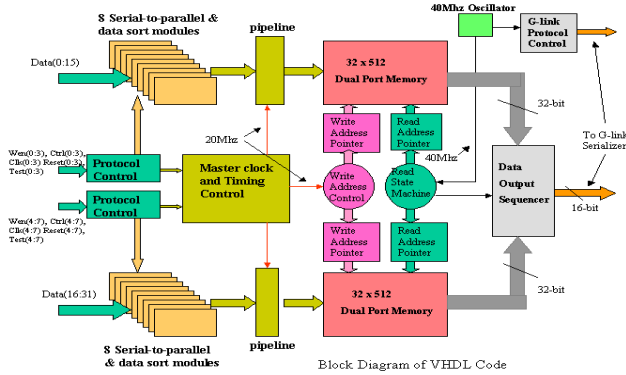 8 Serial-to-parallel &
data sort modules
pipeline
40Mhz Oscillator
G-link
Protocol
Control
Data(0:15)
32 x 512
Dual Port Memory
32-bit
20Mhz
Write
Address
Pointer
Read
Address
Pointer
40Mhz
To G-link
Serializer
Wen(0:3), Ctrl(0:3),
Clk(0:3) Reset(0:3),
Test(0:3)
Protocol
Control
Master clock
and Timing
Control
Write
Address
Control
Read
State
Machine
Data
Output
Sequencer
16-bit
Protocol
Control
Wen(4:7), Ctrl(4:7),
Clk(4:7) Reset(4:7),
Test(4:7)
Write
Address
Pointer
Read
Address
Pointer
Data(16:31)
32 x 512
Dual Port Memory
32-bit
pipeline
8 Serial-to-parallel
& data sort modules
Block Diagram of VHDL Code